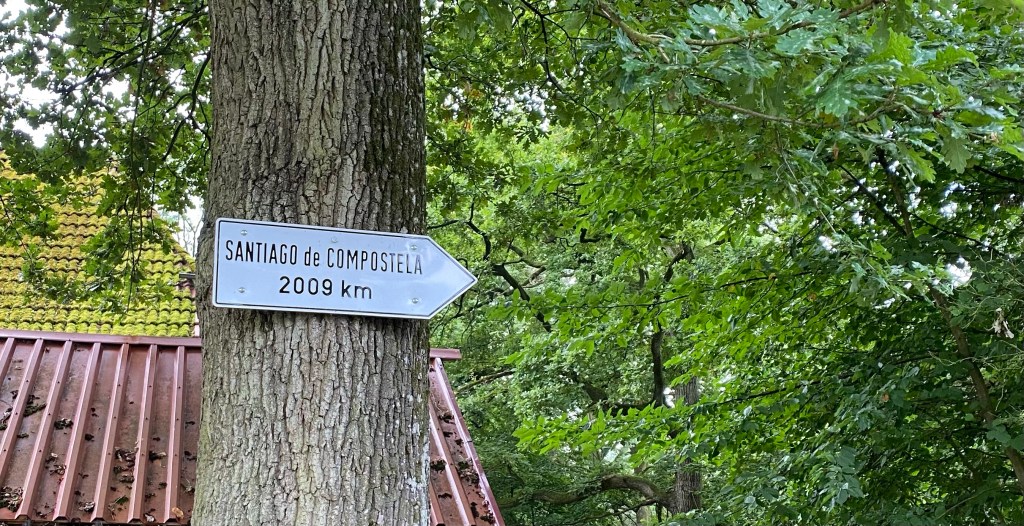 SANTIAGO de COMPOSTELA
2009 km